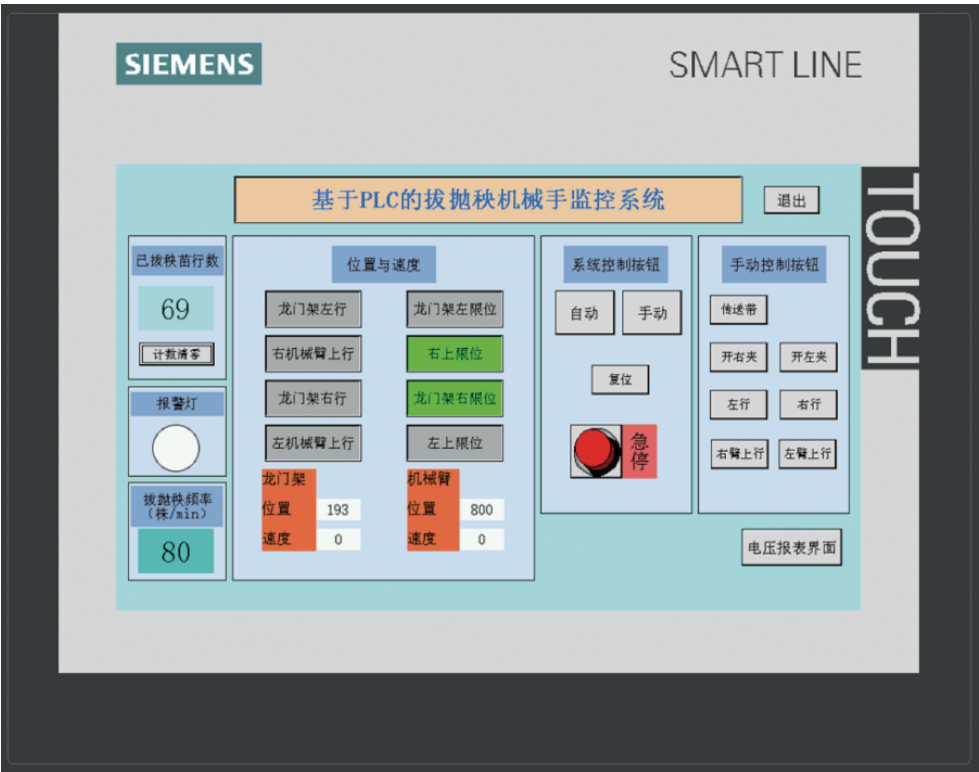 SIEMENS
SMART LINE
TOUCH
基于PLC的拔抛秧机械手监控系统
退出
已拨秧苗行数
69
计数清零
报警灯
拨抛秧频率
(株/min)
80
位置与速度
龙门架左行
龙门架左限位
右机械臂上行
右上限位
龙门架右行
龙门架右限位
左机械臂上行
左上限位
龙门架
位置 193
速度 0
机械臂
位置 800
速度 0
系统控制按钮
自动
手动
复位
急停
手动控制按钮
传送带
开右夹
开左夹
左行
右行
右臂上行
左臂上行
电压报表界面